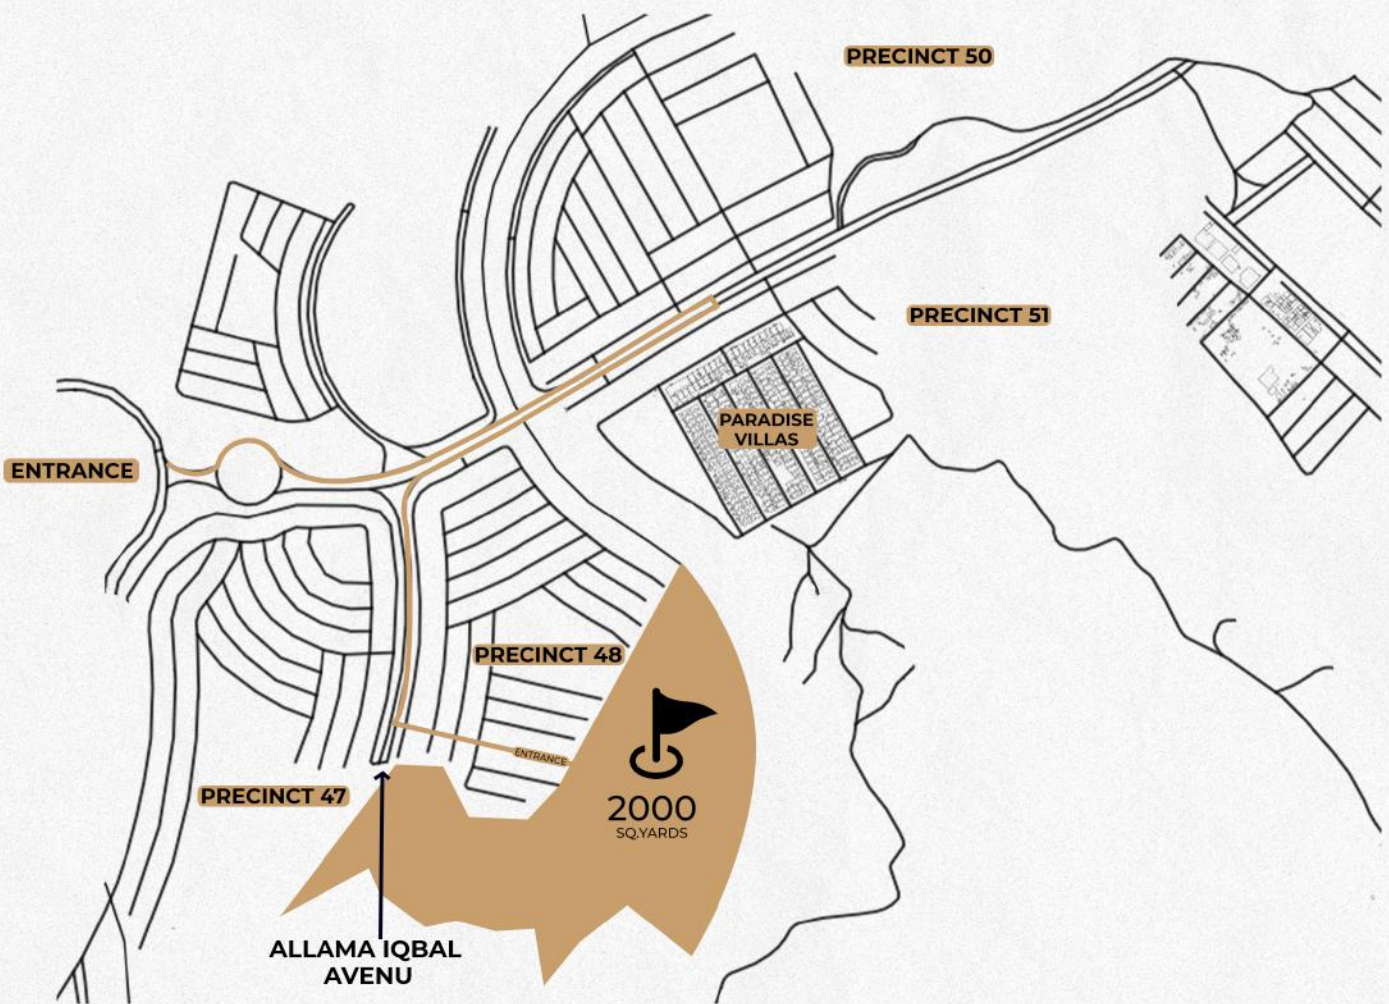 PRECINCT 50
PRECINCT 51
PARADISE
VILLAS
ENTRANCE
PRECINCT 48
ENTRANCE
PRECINCT 47
2000
SQ.YARDS
ALLAMA IQBAL
AVENU